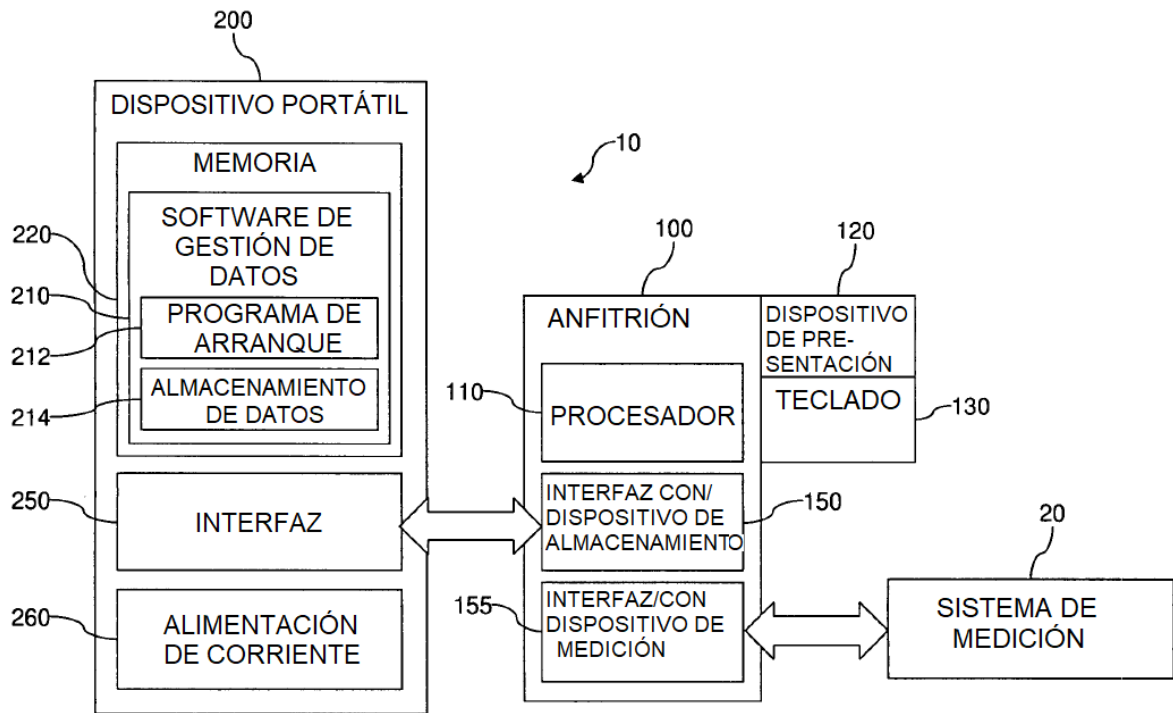 200
DISPOSITIVO PORTÁTIL
MEMORIA
SOFTWARE DE
GESTIÓN DE
DATOS
220
210
PROGRAMA DE
ARRANQUE
212
ALMACENAMIENTO
DE DATOS
214
250
INTERFAZ
260
ALIMENTACIÓN
DE CORRIENTE
10
100
120
ANFITRIÓN
DISPOSITIVO
DE PRE-
SENTACIÓN
TECLADO
130
110
PROCESADOR
INTERFAZ CON/
DISPOSITIVO DE
ALMACENAMIENTO
150
155
INTERFAZ/CON
DISPOSITIVO DE
MEDICIÓN
20
SISTEMA DE
MEDICIÓN